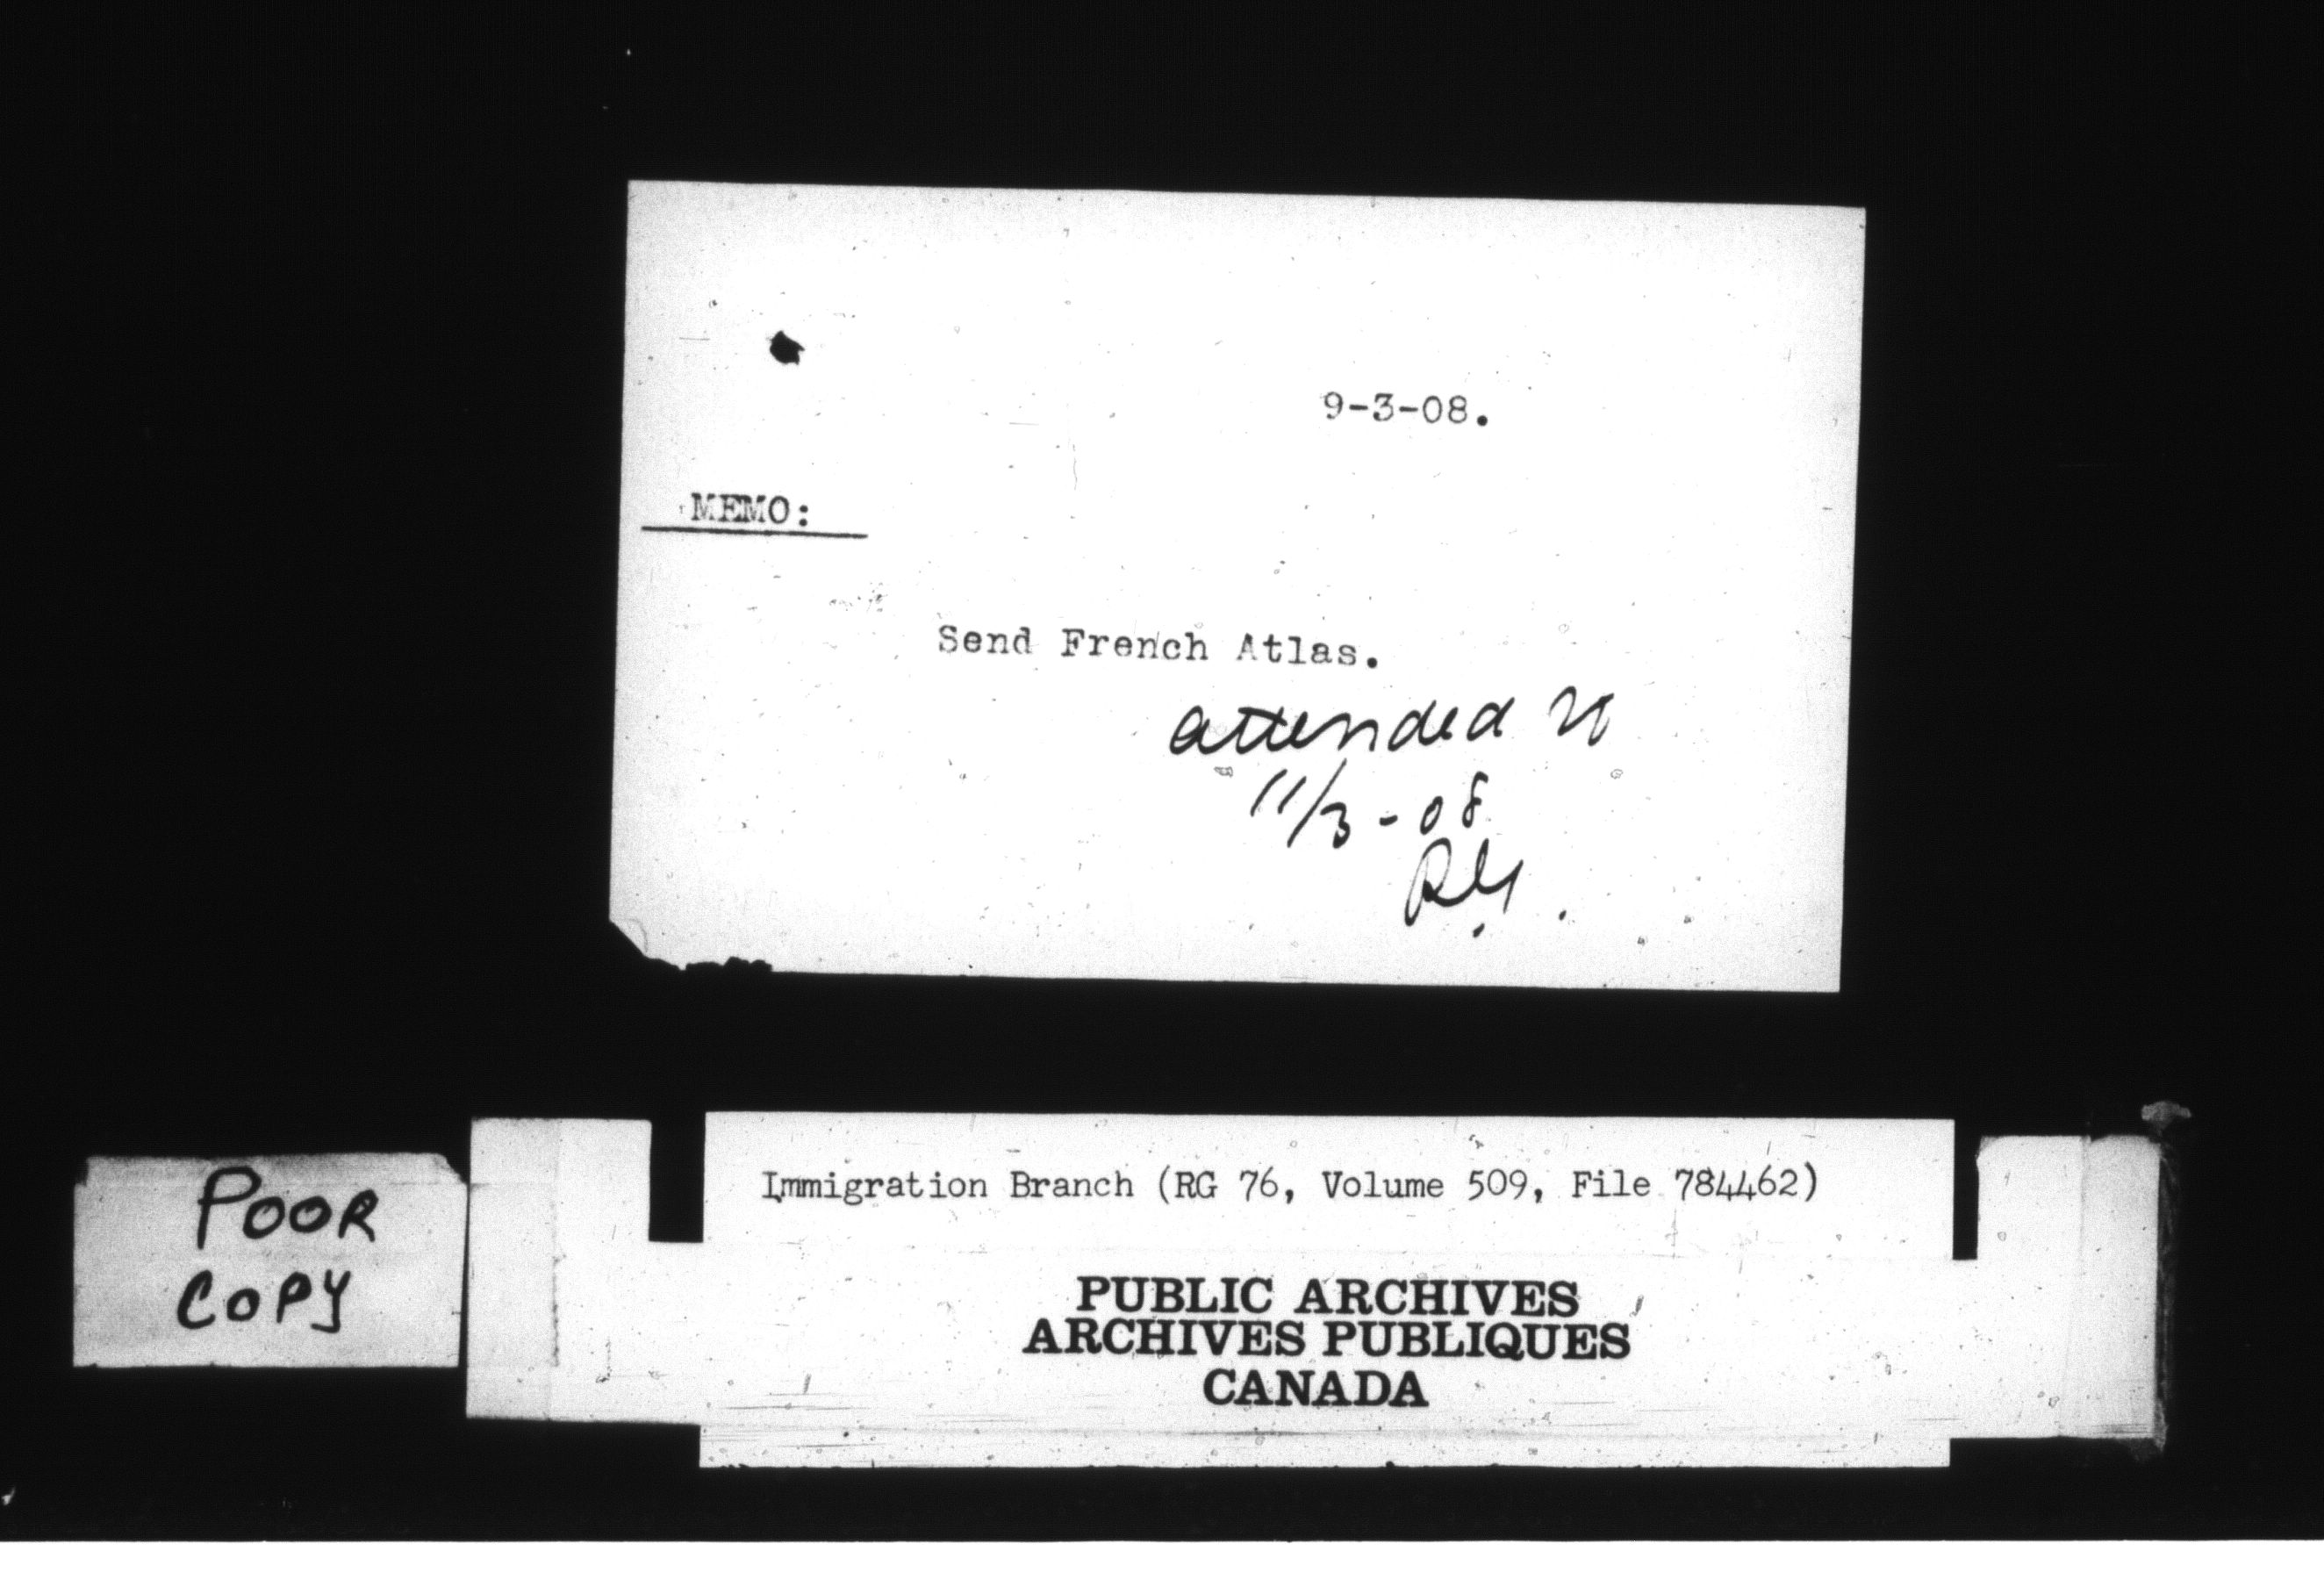 9-3-08.
MEMO:
Send French Atlas.
attended to
11/3-08
POOR
COPY
Immigration Branch (RG 76, Volume 509, File 784462)
PUBLIC ARCHIVES
ARCHIVES PUBLIQUES
CANADA